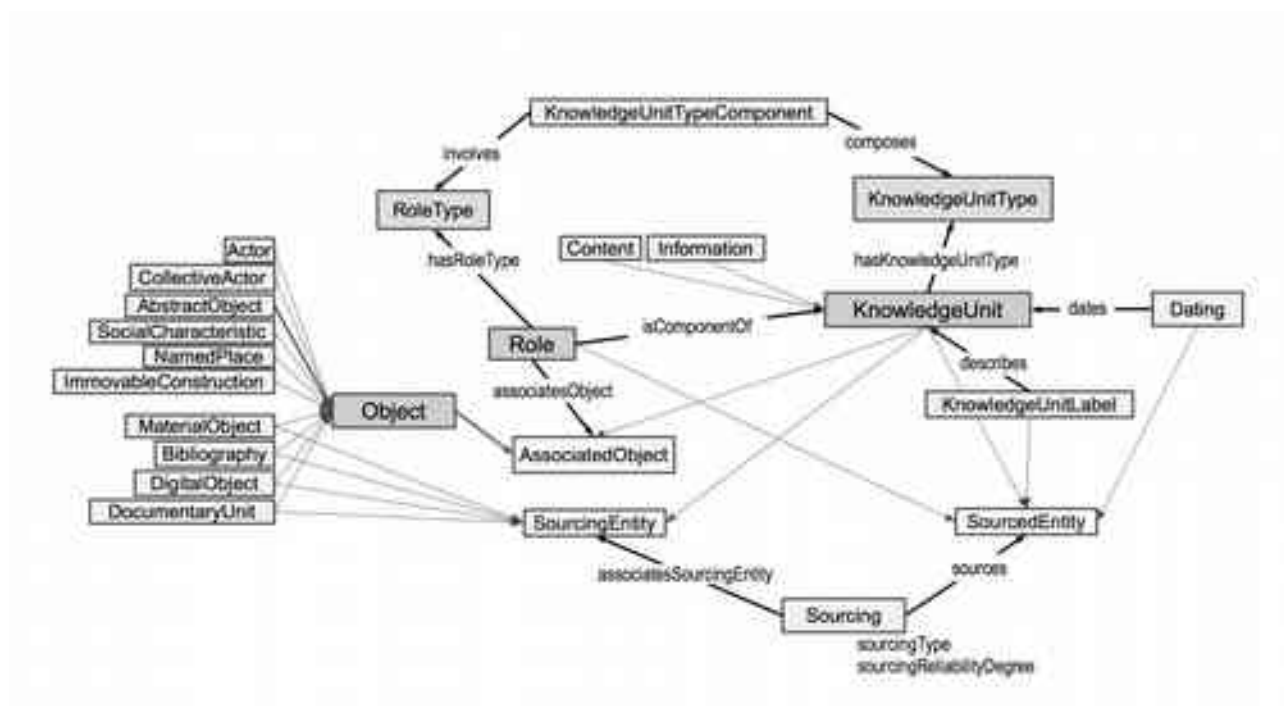 KnowledgeUnitTypeComponent
involves
composes
RoleType
KnowledgeUnitType
Actor
Content
Information
hasRoleType
hasKnowledgeUnitType
CollectiveActor
AbstractObject
KnowledgeUnit
dates
Dating
SocialCharacteristic
isComponentOf
Role
NamedPlace
describes
ImmovableConstruction
associatesObject
Object
KnowledgeUnitLabel
MaterialObject
Bibliography
AssociatedObject
DigitalObject
DocumentaryUnit
SourcingEntity
SourcedEntity
associatesSourcingEntity
sources
Sourcing
sourcingType
sourcingReliabilityDegree